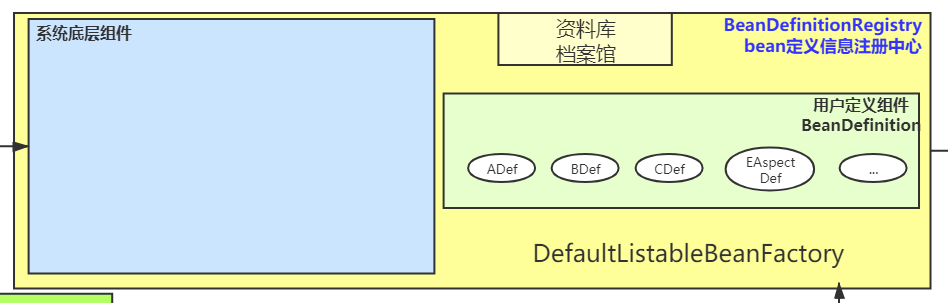 系统底层组件
资料库
档案馆
BeanDefinitionRegistry
bean定义信息注册中心
用户定义组件
BeanDefinition
ADef
BDef
CDef
EAspect
Def
...
DefaultListableBeanFactory